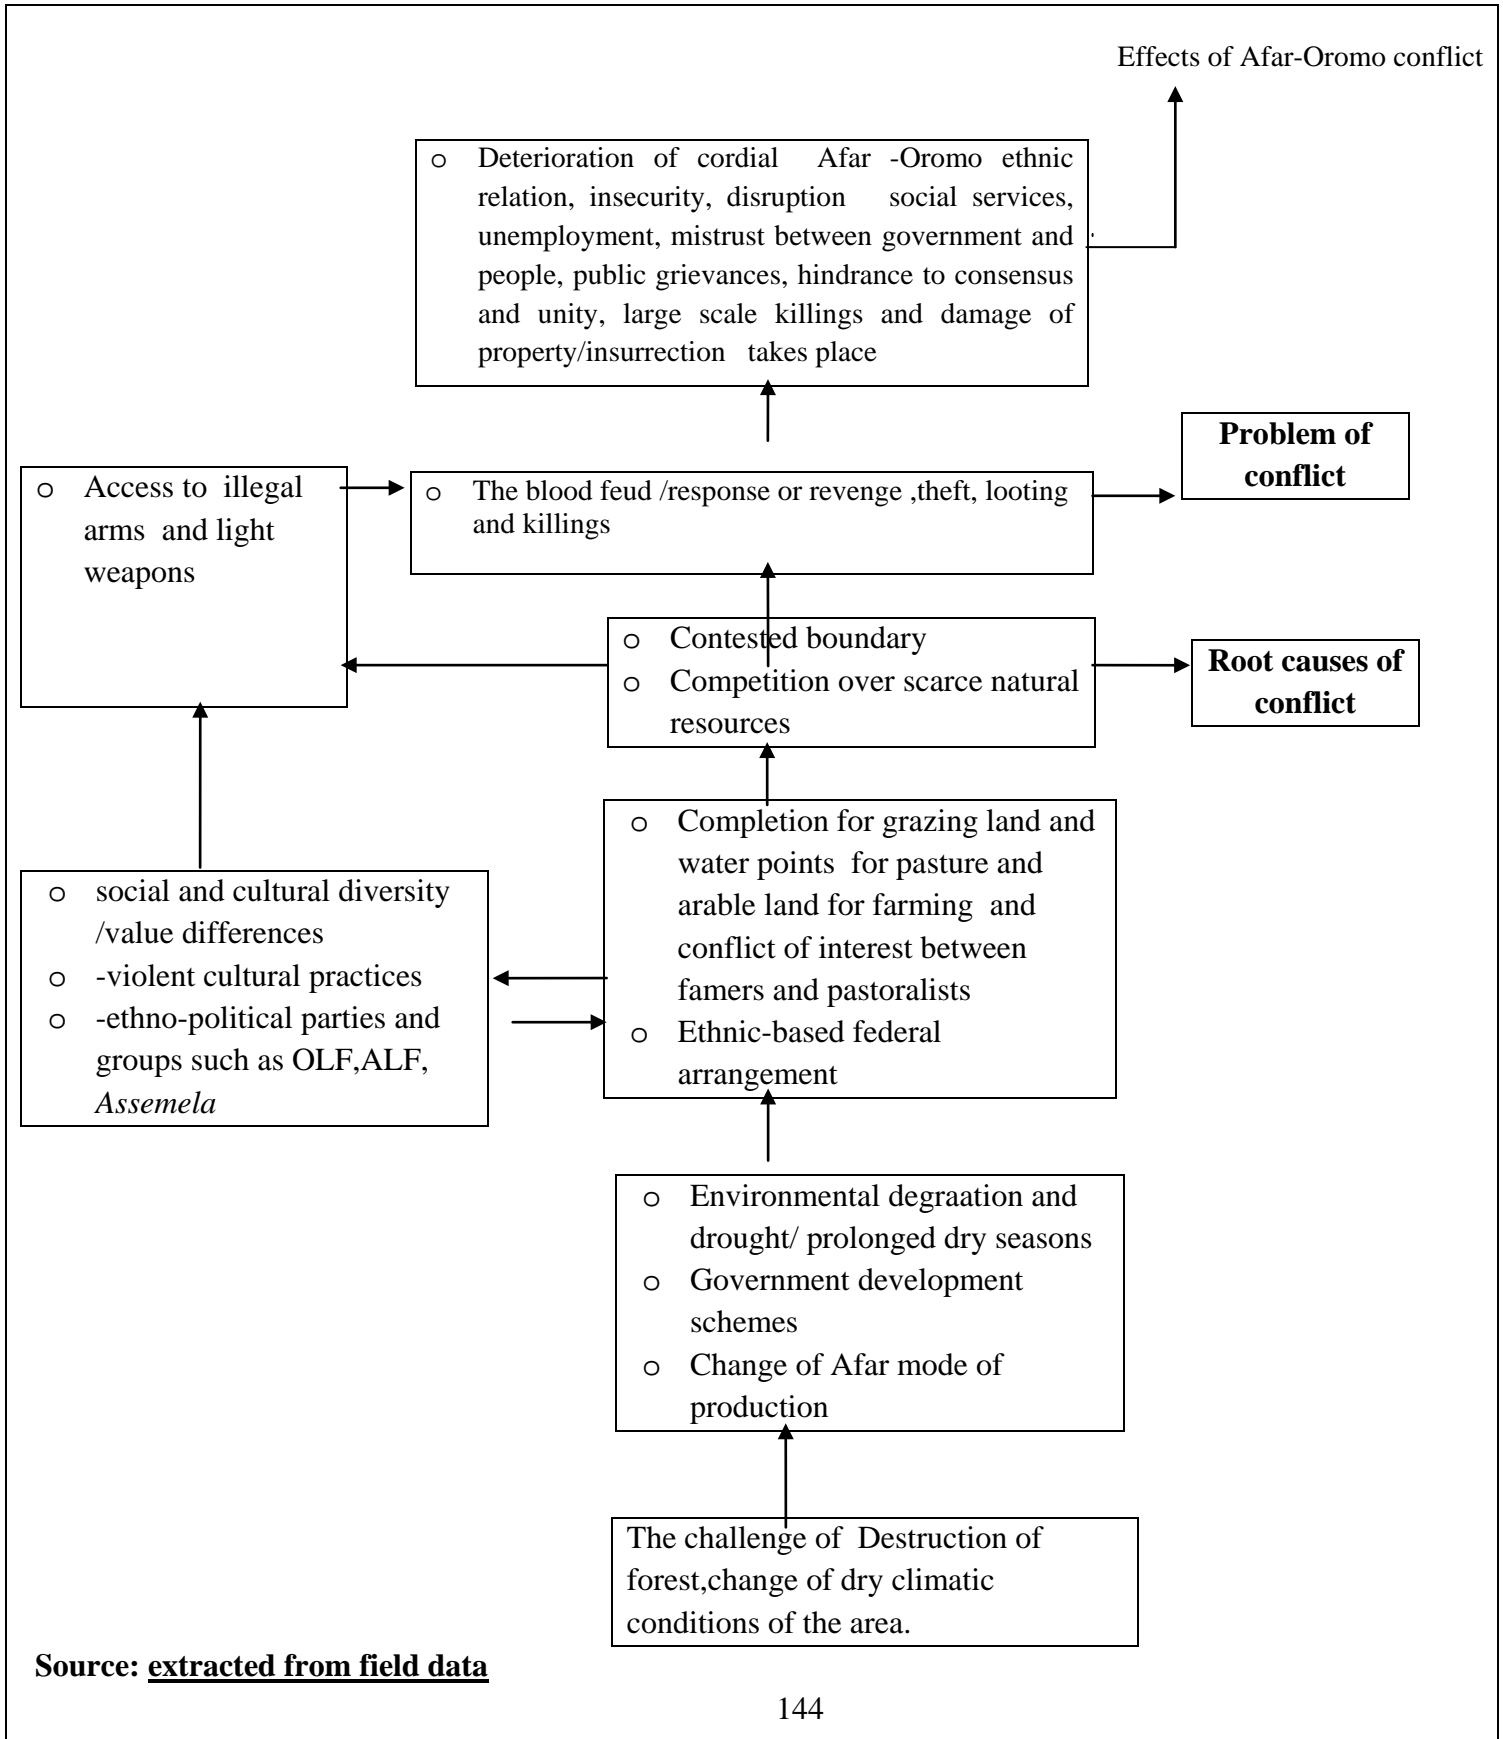 Effects of Afar-Oromo conflict
o Deterioration of cordial Afar -Oromo ethnic
relation, insecurity, disruption social services,
unemployment, mistrust between government and
people, public grievances, hindrance to consensus
and unity, large scale killings and damage of
property/insurrection takes place
Problem of
conflict
o Access to illegal
arms and light
weapons
o The blood feud /response or revenge ,theft, looting
and killings
o Contested boundary
o Competition over scarce natural
resources
Root causes of
conflict
o Completion for grazing land and
water points for pasture and
arable land for farming and
conflict of interest between
famers and pastoralists
o Ethnic-based federal
arrangement
o social and cultural diversity
/value differences
o -violent cultural practices
o -ethno-political parties and
groups such as OLF,ALF,
Assemela
o Environmental degraation and
drought/ prolonged dry seasons
o Government development
schemes
o Change of Afar mode of
production
The challenge of Destruction of
forest,change of dry climatic
conditions of the area.
Source: extracted from field data
144